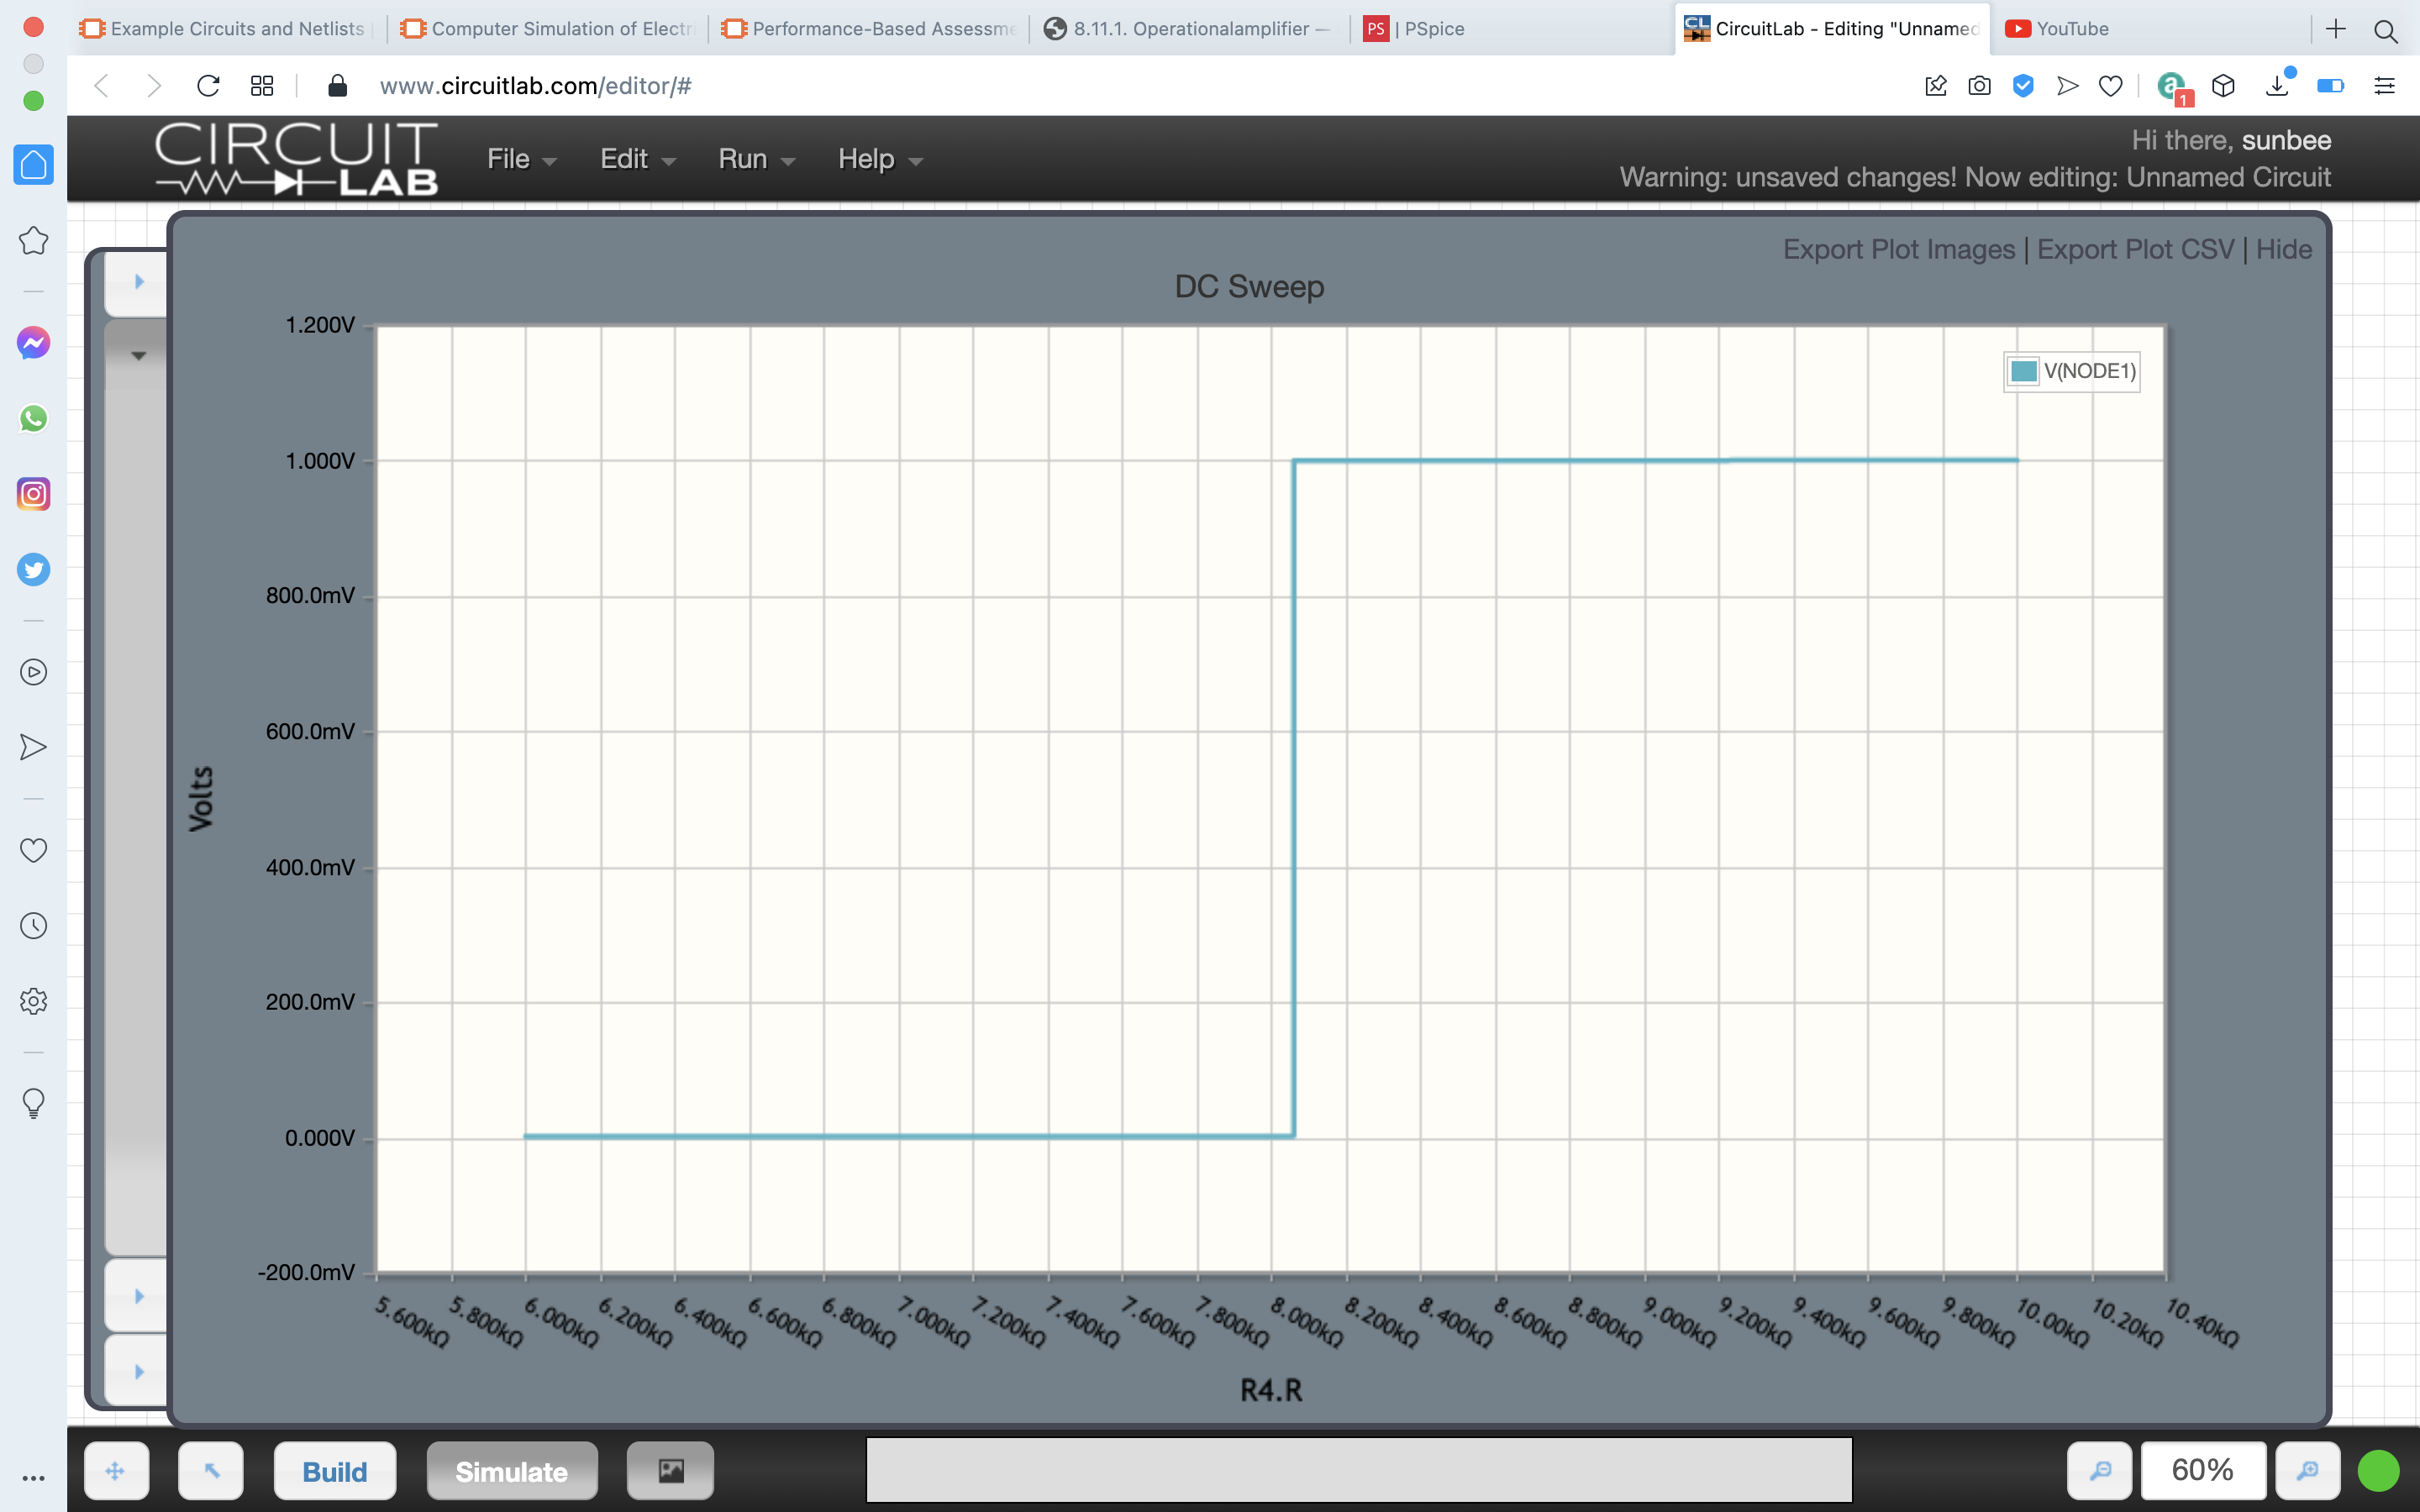 Example Circuits and Netlists
Computer Simulation of Electri
Performance-Based Assessme
8.11.1. Operationalamplifier —
PS | PSpice
CL CircuitLab - Editing "Unnamed
YouTube
www.circuitlab.com/editor/#
a 1
CIRCUIT LAB
File Edit Run Help
Hi there, sunbee
Warning: unsaved changes! Now editing: Unnamed Circuit
Export Plot Images | Export Plot CSV | Hide
DC Sweep
V(NODE1)
1.200V
1.000V
800.0mV
600.0mV
400.0mV
200.0mV
0.000V
-200.0mV
Volts
5.600kΩ 5.800kΩ 6.000kΩ 6.200kΩ 6.400kΩ 6.600kΩ 6.800kΩ 7.000kΩ 7.200kΩ 7.400kΩ 7.600kΩ 7.800kΩ 8.000kΩ 8.200kΩ 8.400kΩ 8.600kΩ 8.800kΩ 9.000kΩ 9.200kΩ 9.400kΩ 9.600kΩ 9.800kΩ 10.00kΩ 10.20kΩ 10.40kΩ
R4.R
Build Simulate 60%